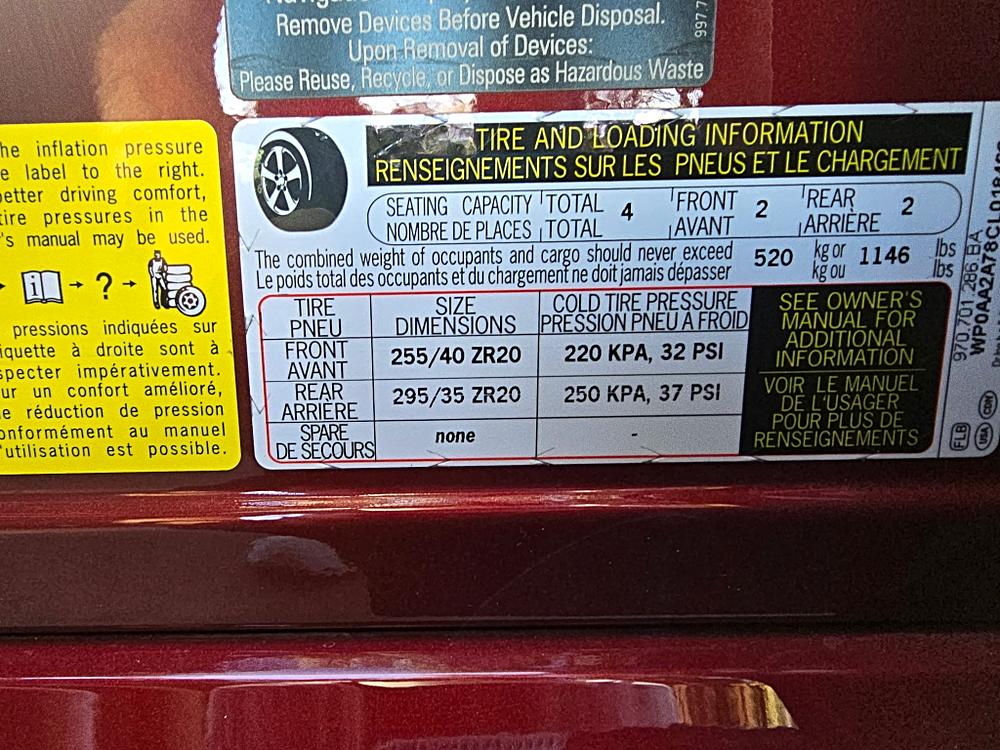 Remove Devices Before Vehicle Disposal.
Upon Removal of Devices:
Please Reuse, Recycle, or Dispose as Hazardous Waste
997.7
inflation pressure
label to the right.
driving comfort,
tire pressures in the
manual may be used.
i → ? →
pressions indiquées sur
à droite sont à
impérativement.
un confort amélioré,
réduction de pression
au manuel
est possible.
TIRE AND LOADING INFORMATION
RENSEIGNEMENTS SUR LES PNEUS ET LE CHARGEMENT
SEATING CAPACITY TOTAL 4 FRONT 2 REAR 2
NOMBRE DE PLACES TOTAL AVANT ARRIÈRE
The combined weight of occupants and cargo should never exceed 520 kg or 1146 lbs
Le poids total des occupants et du chargement ne doit jamais dépasser kg ou lbs
TIRE SIZE COLD TIRE PRESSURE
PNEU DIMENSIONS PRESSION PNEU A FROID
FRONT
AVANT 255/40 ZR20 220 KPA, 32 PSI
REAR
ARRIÈRE 295/35 ZR20 250 KPA, 37 PSI
SPARE
DE SECOURS none -
SEE OWNER'S
MANUAL FOR
ADDITIONAL
INFORMATION
VOIR LE MANUEL
DE L'USAGER
POUR PLUS DE
RENSEIGNEMENTS
970.701.286.BA
FLB USA CDN